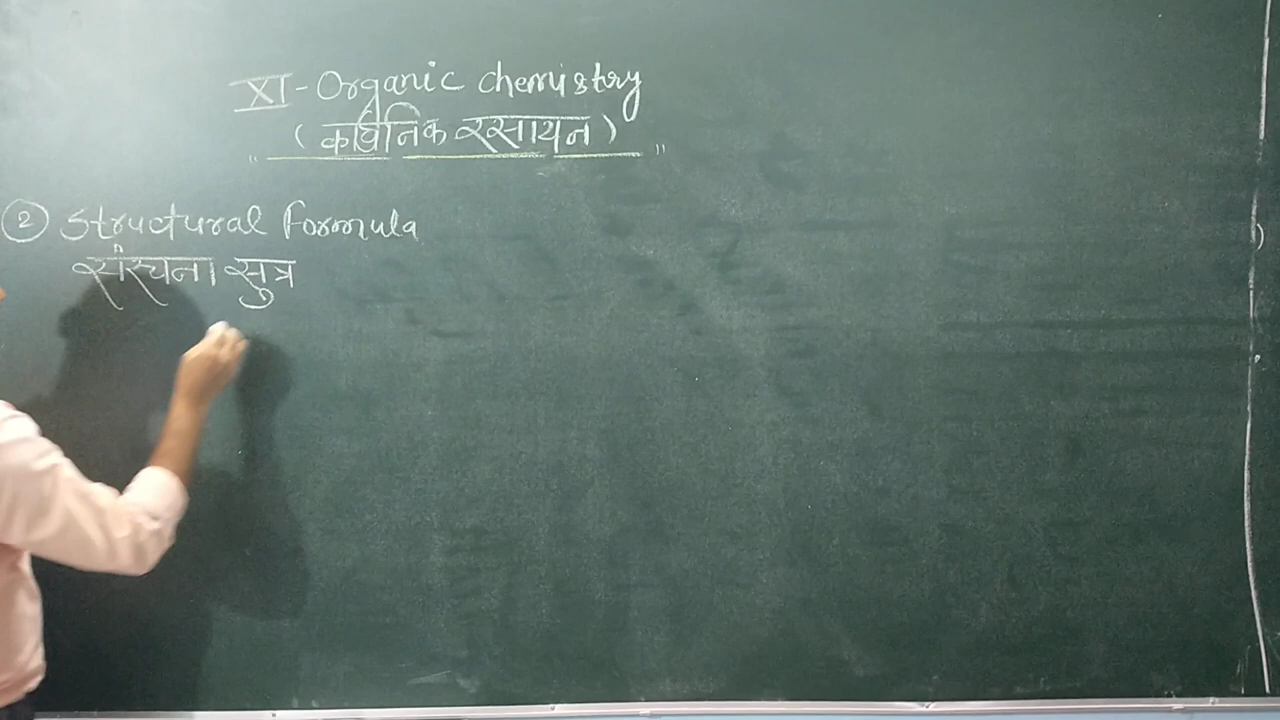 XI - Organic chemistry
( कार्बनिक रसायन )
② Structural Formula
संरचना सुत्र